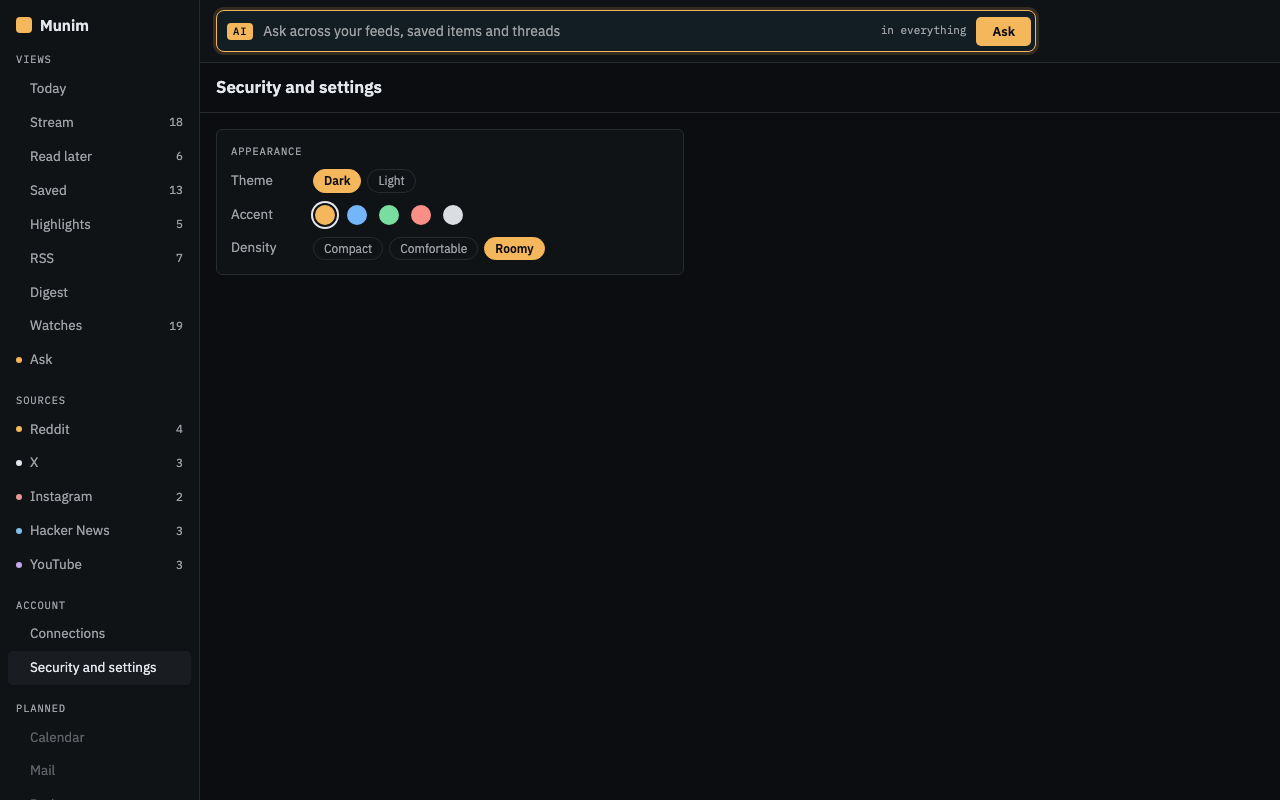 Munim
VIEWS
Today
Stream 18
Read later 6
Saved 13
Highlights 5
RSS 7
Digest
Watches 19
Ask
SOURCES
Reddit 4
X 3
Instagram 2
Hacker News 3
YouTube 3
ACCOUNT
Connections
Security and settings
PLANNED
Calendar
Mail
AI Ask across your feeds, saved items and threads in everything Ask
Security and settings
APPEARANCE
Theme Dark Light
Accent
Density Compact Comfortable Roomy